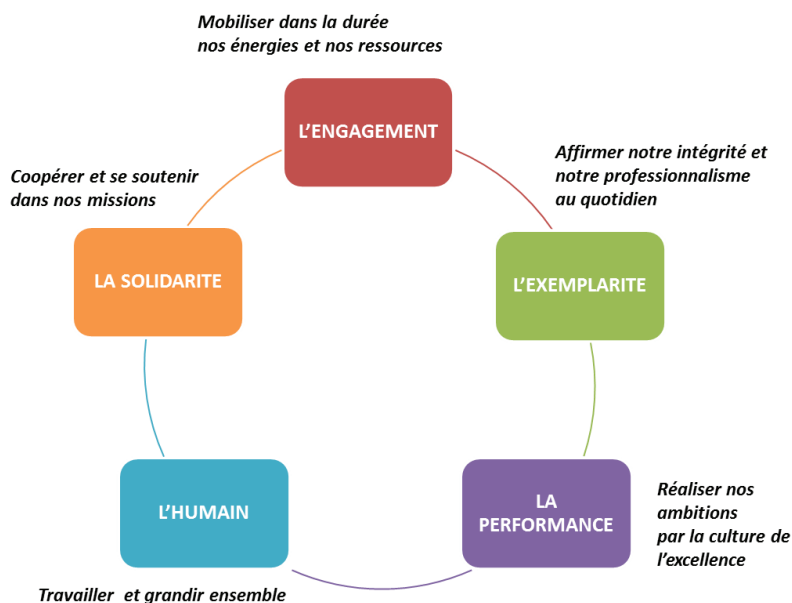 Mobiliser dans la durée
nos énergies et nos ressources
L'ENGAGEMENT
Affirmer notre intégrité et
notre professionnalisme
au quotidien
L'EXEMPLARITE
LA
PERFORMANCE
Réaliser nos
ambitions
par la culture de
l'excellence
L'HUMAIN
Travailler et grandir ensemble
Coopérer et se soutenir
dans nos missions
LA SOLIDARITE